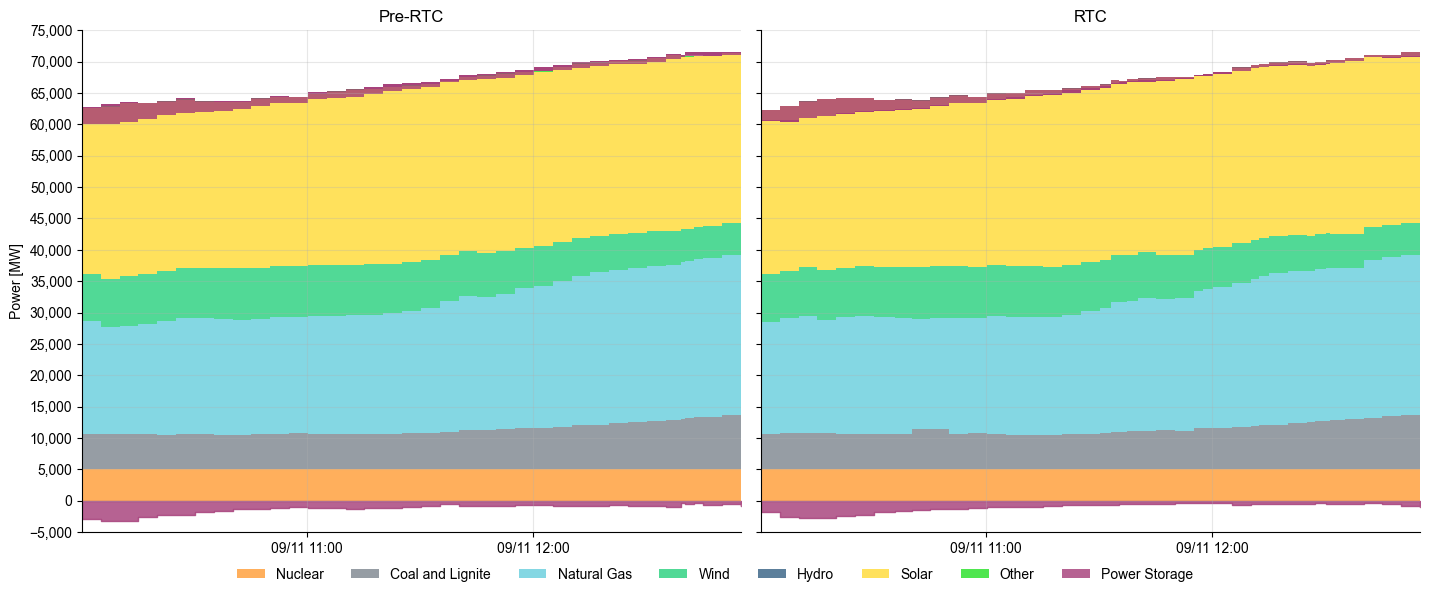 Pre-RTC
RTC
Power [MW]
75,000
70,000
65,000
60,000
55,000
50,000
45,000
40,000
35,000
30,000
25,000
20,000
15,000
10,000
5,000
0
−5,000
09/11 11:00
09/11 12:00
09/11 11:00
09/11 12:00
Nuclear
Coal and Lignite
Natural Gas
Wind
Hydro
Solar
Other
Power Storage